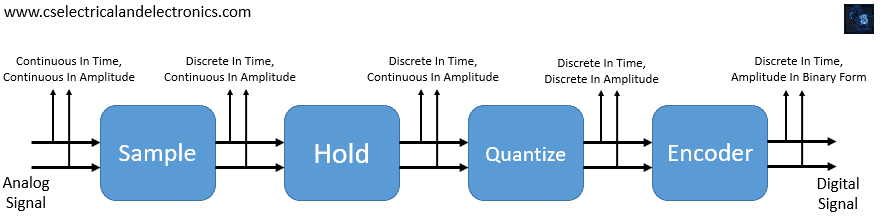 www.cselectricalandelectronics.com
Continuous In Time,
Continuous In Amplitude
Discrete In Time,
Continuous In Amplitude
Discrete In Time,
Continuous In Amplitude
Discrete In Time,
Discrete In Amplitude
Discrete In Time,
Amplitude In Binary Form
Sample
Hold
Quantize
Encoder
Analog
Signal
Digital
Signal